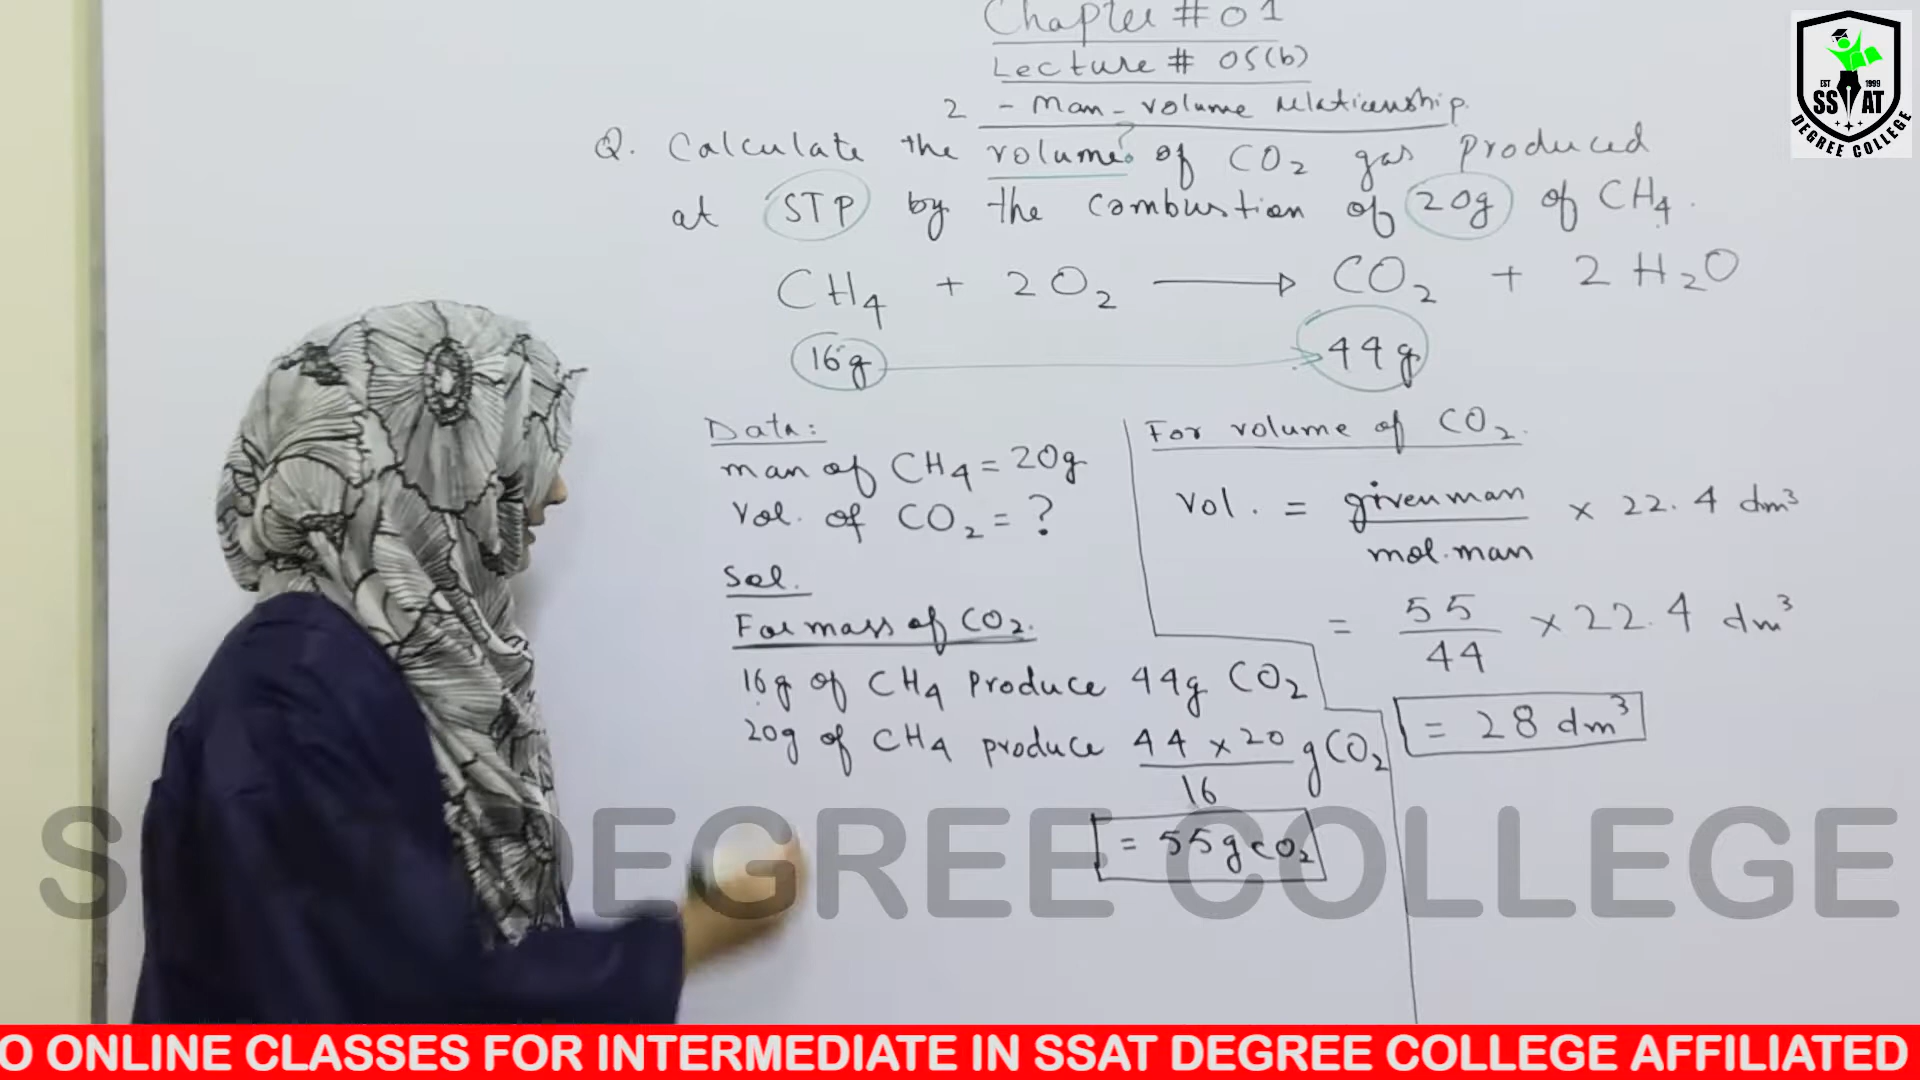 Chapter # 01
Lecture # 05(b)
2 - Mass - volume relationship.
Q. Calculate the volume? of CO2 gas produced
at STP by the combustion of 20g of CH4.
CH4 + 2O2 → CO2 + 2H2O
16g → 44g
Data:
mass of CH4 = 20g
Vol. of CO2 = ?
Sol.
For mass of CO2.
16g of CH4 produce 44g CO2
20g of CH4 produce 44 x 20 / 16 g CO2
= 55g CO2
For volume of CO2.
Vol. = given mass / mol. mass x 22.4 dm³
= 55 / 44 x 22.4 dm³
= 28 dm³
EST 1999
SSAT
DEGREE COLLEGE
DEGREE COLLEGE
O ONLINE CLASSES FOR INTERMEDIATE IN SSAT DEGREE COLLEGE AFFILIATED